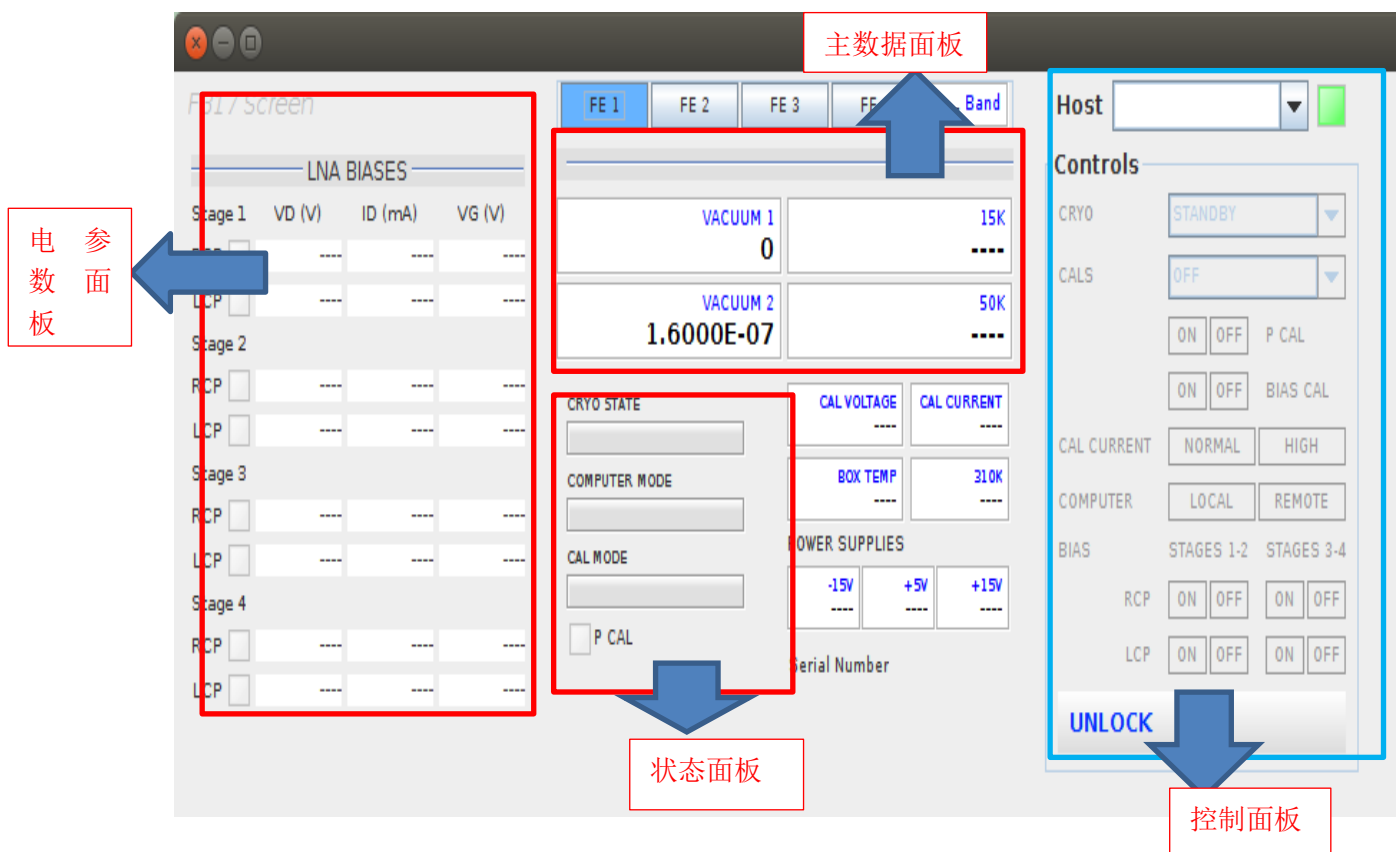 主数据面板
F317 Screen
FE 1 FE 2 FE 3 FE Band
Host
LNA BIASES
Controls
Stage 1 VD (V) ID (mA) VG (V)
---- ---- ----
LCP ---- ---- ----
Stage 2
RCP ---- ---- ----
LCP ---- ---- ----
Stage 3
RCP ---- ---- ----
LCP ---- ---- ----
Stage 4
RCP ---- ---- ----
LCP ---- ---- ----
电 参
数 面
板
VACUUM 1
0
15K
----
VACUUM 2
1.6000E-07
50K
----
CRYO STATE
COMPUTER MODE
CAL MODE
P CAL
CAL VOLTAGE
----
CAL CURRENT
----
BOX TEMP
----
310K
----
POWER SUPPLIES
-15V +5V +15V
---- ---- ----
Serial Number
状态面板
CRYO STANDBY
CALS OFF
ON OFF P CAL
ON OFF BIAS CAL
CAL CURRENT NORMAL HIGH
COMPUTER LOCAL REMOTE
BIAS STAGES 1-2 STAGES 3-4
RCP ON OFF ON OFF
LCP ON OFF ON OFF
UNLOCK
控制面板